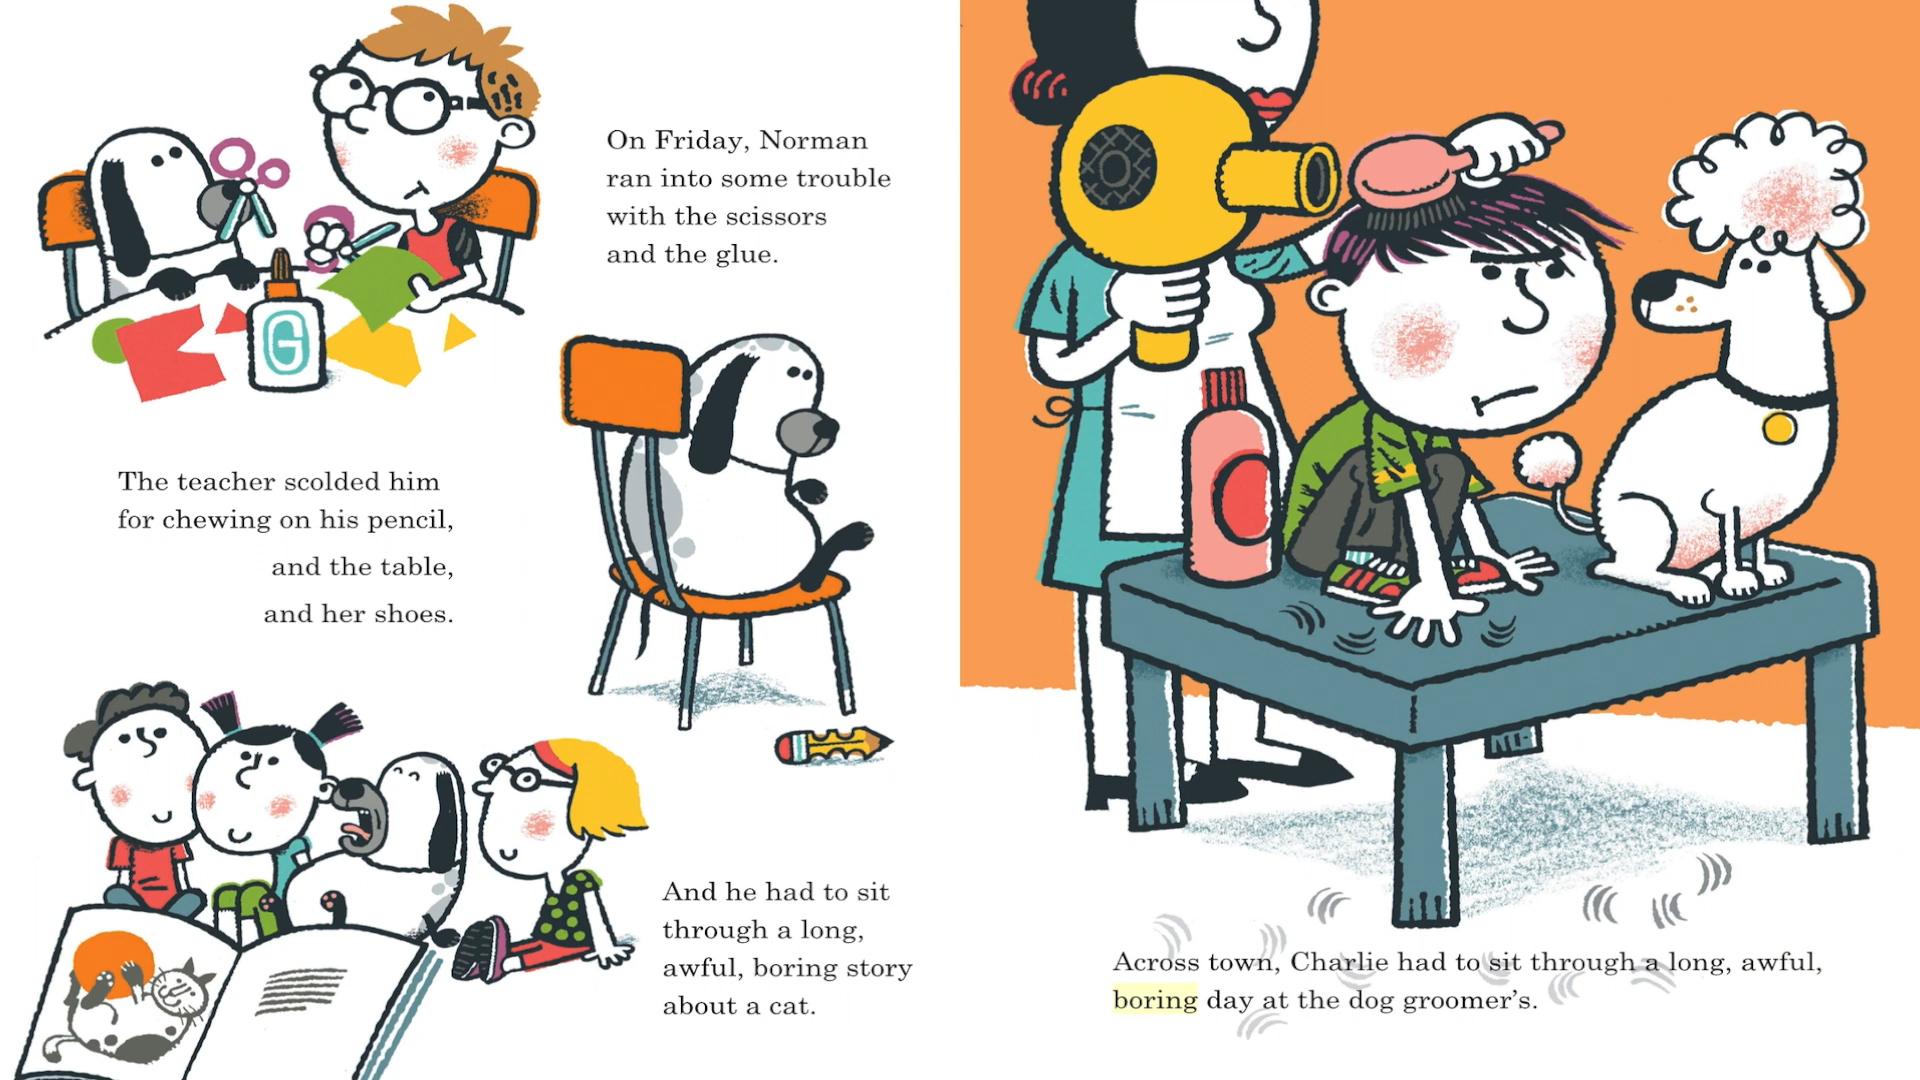 On Friday, Norman
ran into some trouble
with the scissors
and the glue.
G
The teacher scolded him
for chewing on his pencil,
and the table,
and her shoes.
And he had to sit
through a long,
awful, boring story
about a cat.
Across town, Charlie had to sit through a long, awful,
boring day at the dog groomer’s.